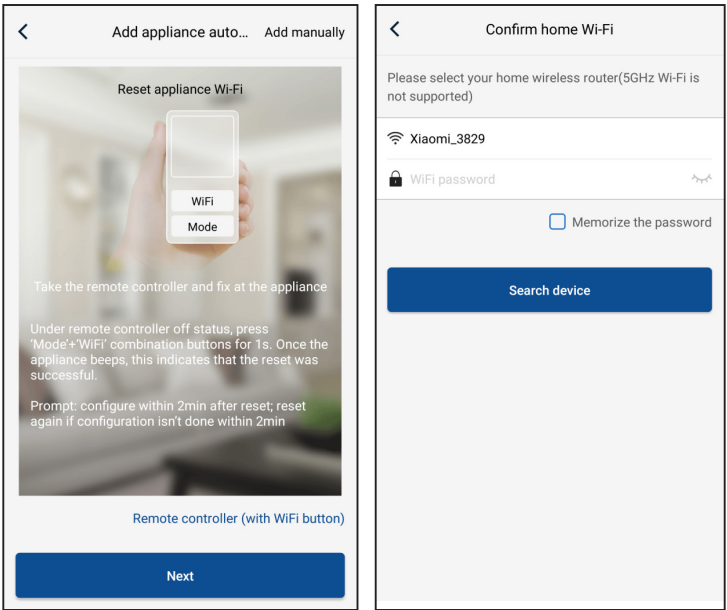 Add appliance auto... Add manually
Reset appliance Wi-Fi
WiFi
Mode
Take the remote controller and fix at the appliance
Under remote controller off status, press
'Mode'+'WiFi' combination buttons for 1s. Once the
appliance beeps, this indicates that the reset was
successful.
Prompt: configure within 2min after reset; reset
again if configuration isn't done within 2min
Remote controller (with WiFi button)
Next
Confirm home Wi-Fi
Please select your home wireless router(5GHz Wi-Fi is
not supported)
Xiaomi_3829
WiFi password
Memorize the password
Search device